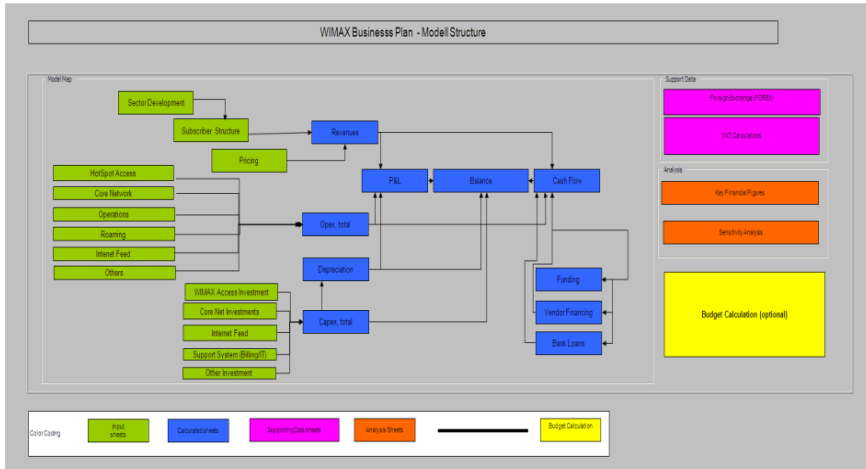 WIMAX Businesss Plan - Modell Structure
Model Map
Support Data
Sector Development
Foreign Exchange (FOREX)
Subscriber Structure
Revenues
VAT Calculations
Pricing
HotSpot Access
P&L
Balance
Cash Flow
Analysis
Core Network
Key Financial Figures
Operations
Opex, total
Roaming
Sensitivity Analysis
Internet Feed
Others
Depreciation
Funding
WIMAX Access Investment
Core Net Investments
Vendor Financing
Budget Calculation (optional)
Capex, total
Internet Feed
Bank Loans
Support System (Billing/IT)
Other Investment
Color Coding
Input
sheets
Calculated sheets
Supporting Data sheets
Analysis Sheets
Budget Calculation